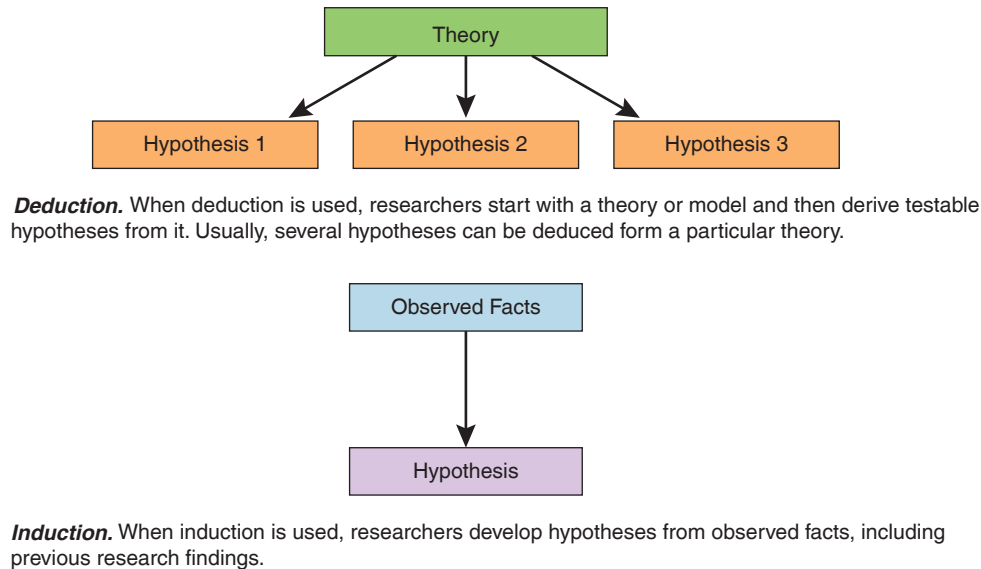 Theory
Hypothesis 1
Hypothesis 2
Hypothesis 3
Deduction. When deduction is used, researchers start with a theory or model and then derive testable
hypotheses from it. Usually, several hypotheses can be deduced form a particular theory.
Observed Facts
Hypothesis
Induction. When induction is used, researchers develop hypotheses from observed facts, including
previous research findings.